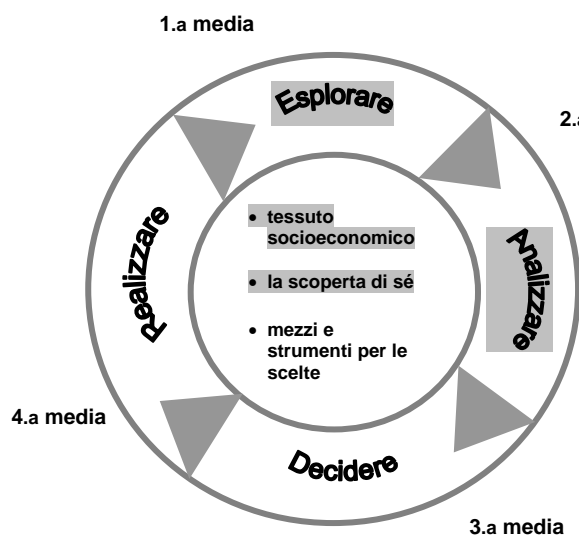 1.a media
Esplorare
2.a
• tessuto
socioeconomico
• la scoperta di sé
• mezzi e
strumenti per le
scelte
Realizzare
Analizzare
4.a media
Decidere
3.a media